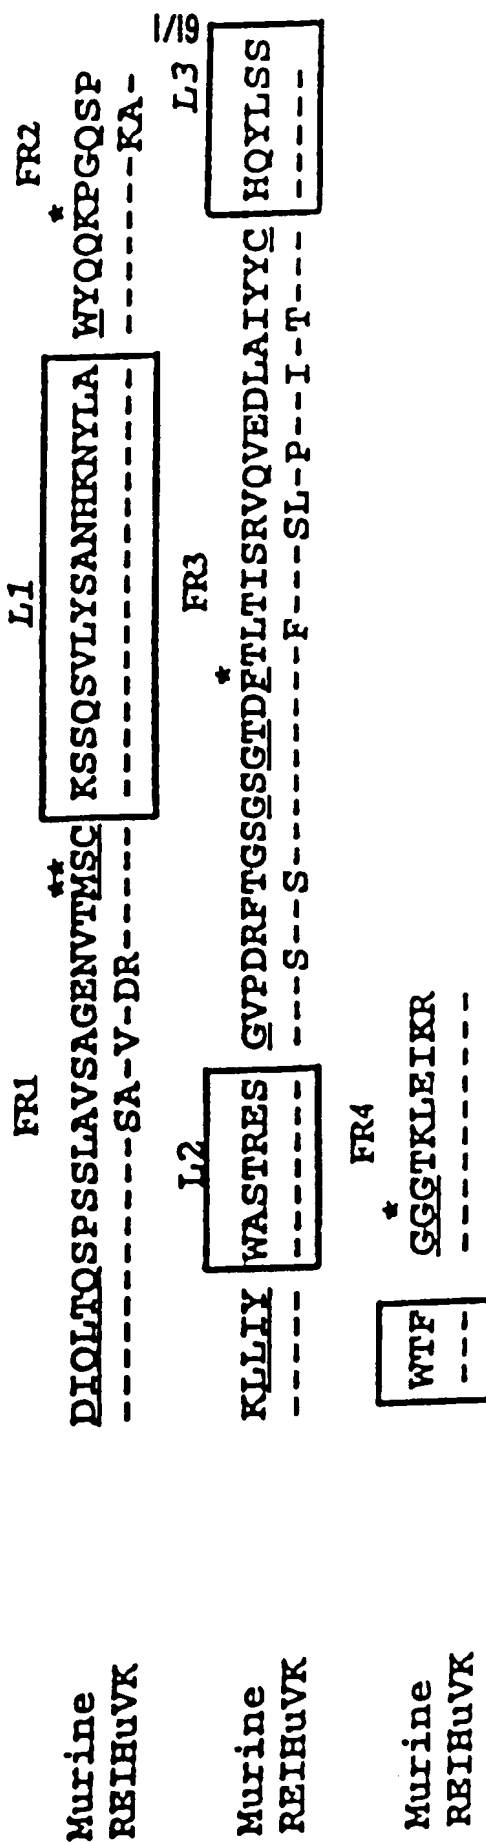 1/19
FR1 L1 FR2
** *
Murine DIQLTQSPSSLAVSAGENVTMSC KSSQSVLYSANHKNYLA WYQQKPGQSP
REIHuVK -----------SA-V-DR----- ----------------- -------KA-
L2 FR3 L3
*
Murine KLLIY WASTRES GVPDRFTGSGSGTDFTLTISRVQVEDLAIYYC HQYLSS
REIHuVK ----- ------- ---S--S---------F---SL-P--I-T--- ------
FR4
*
Murine WTF GGGTKLEIKR
REIHuVK --- ----------